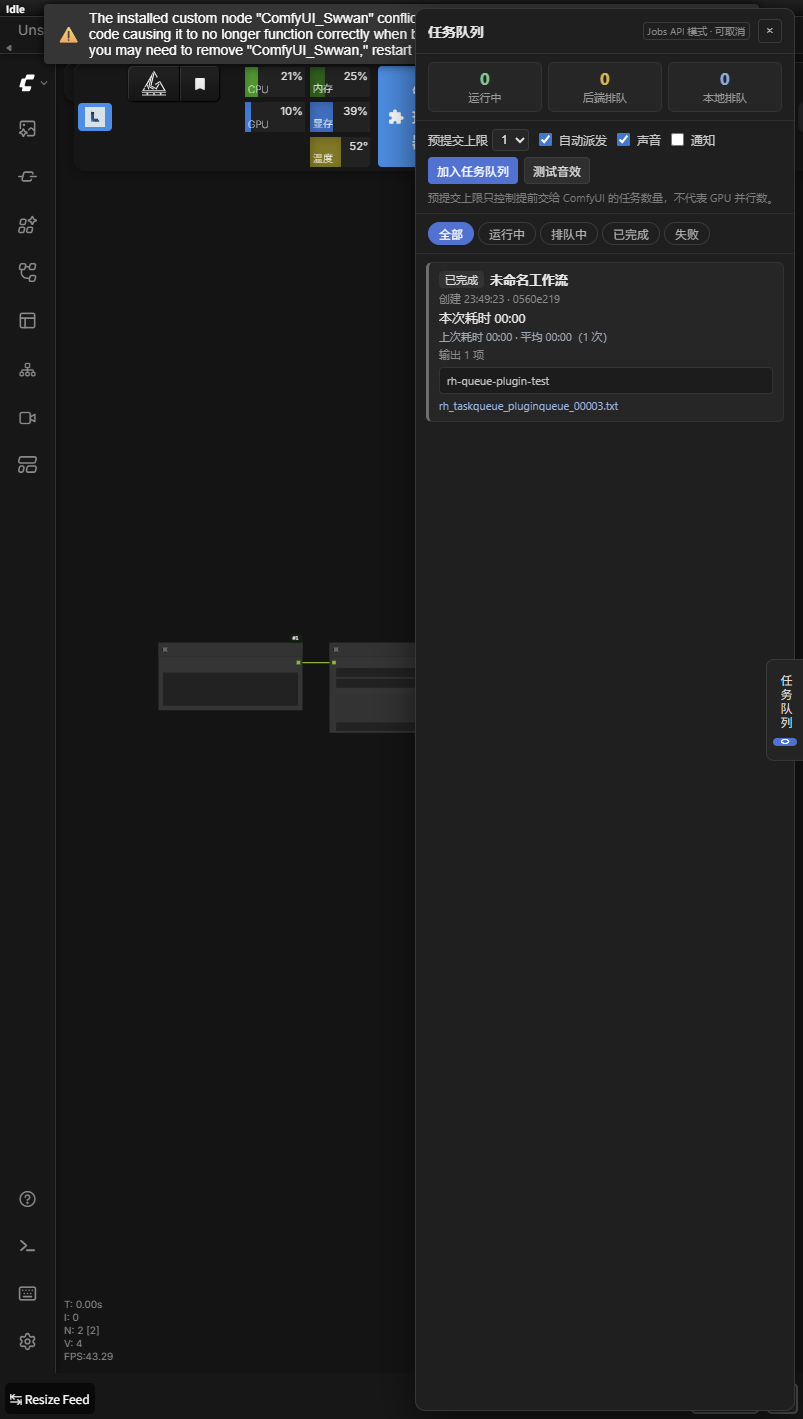 Idle
Uns
The installed custom node "ComfyUI_Swwan" conflic
code causing it to no longer function correctly when b
you may need to remove "ComfyUI_Swwan," restart
21%
CPU
25%
内存
10%
GPU
39%
显存
52°
温度
任务队列
Jobs API 模式 · 可取消
×
0
运行中
0
后端排队
0
本地排队
预提交上限 1 自动派发 声音 通知
加入任务队列 测试音效
预提交上限只控制提前交给 ComfyUI 的任务数量，不代表 GPU 并行数。
全部 运行中 排队中 已完成 失败
已完成 未命名工作流
创建 23:49:23 · 0560e219
本次耗时 00:00
上次耗时 00:00 · 平均 00:00（1 次）
输出 1 项
rh-queue-plugin-test
rh_taskqueue_pluginqueue_00003.txt
#1
任务队列
0
T: 0.00s
I: 0
N: 2 [2]
V: 4
FPS:43.29
Resize Feed